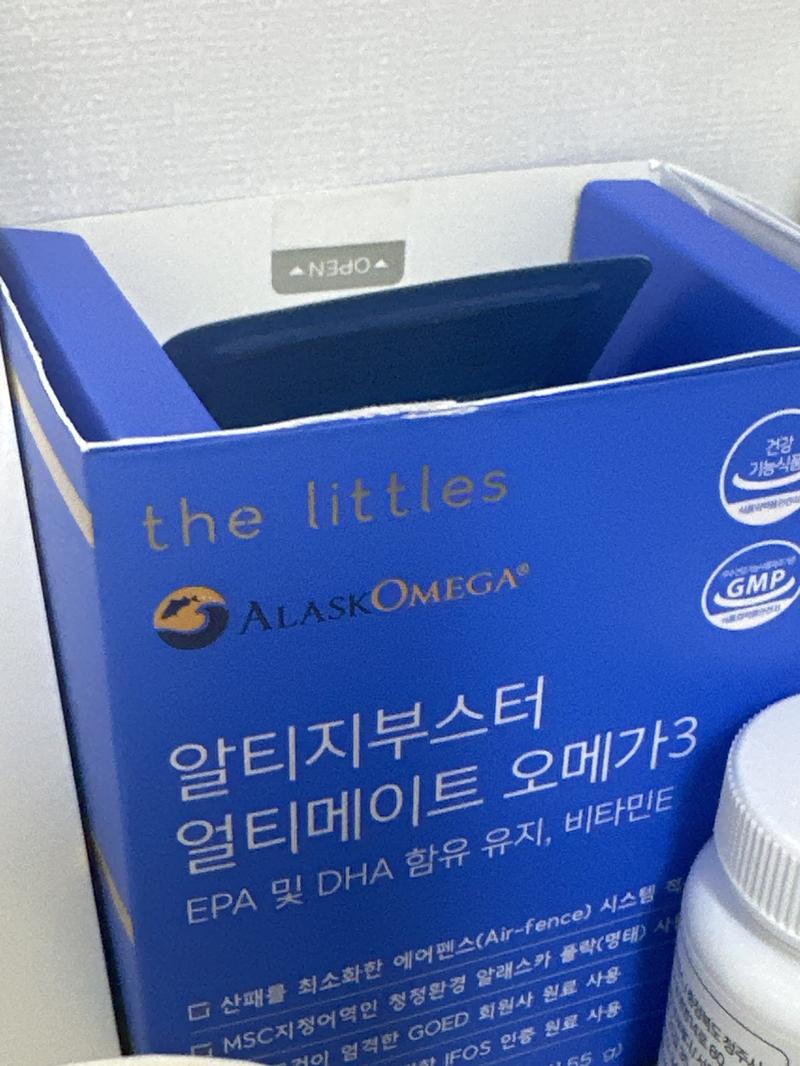 OPEN
the littles
ALASKOMEGA®
건강
기능식품
GMP
알티지부스터
얼티메이트 오메가3
EPA 및 DHA 함유 유지, 비타민E
산패를 최소화한 에어펜스(Air-fence) 시스템
MSC지정어역인 청정환경 알래스카 폴락(명태)
엄격한 GOED 회원사 원료 사용
IFOS 인증 원료 사용